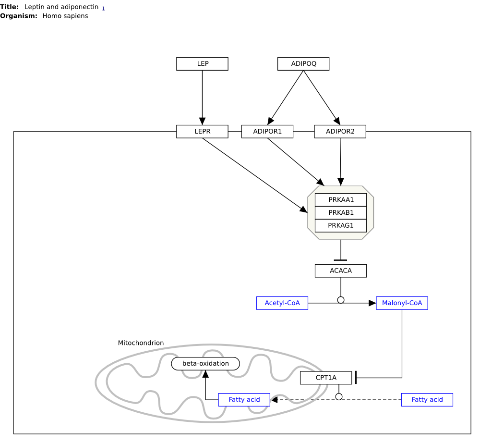 Title: Leptin and adiponectin
Organism: Homo sapiens
LEP
ADIPOQ
LEPR
ADIPOR1
ADIPOR2
PRKAA1
PRKAB1
PRKAG1
ACACA
Acetyl-CoA
Malonyl-CoA
Mitochondrion
beta-oxidation
CPT1A
Fatty acid
Fatty acid